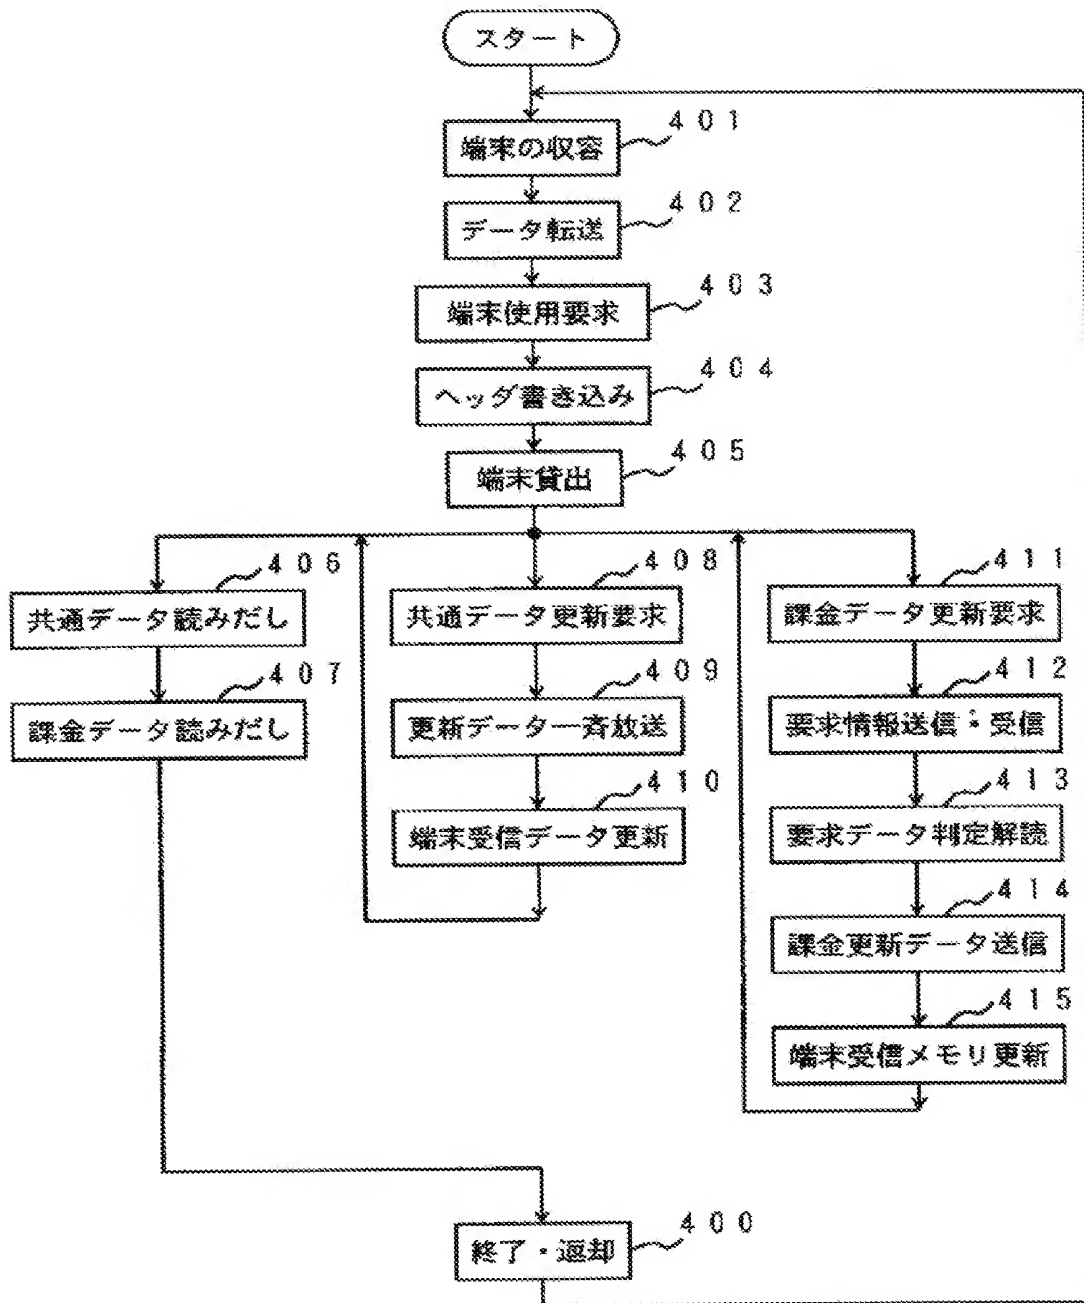 スタート
401
端末の収容
402
データ転送
403
端末使用要求
404
ヘッダ書き込み
405
端末貸出
406
共通データ読みだし
407
課金データ読みだし
408
共通データ更新要求
409
更新データ一斉放送
410
端末受信データ更新
411
課金データ更新要求
412
要求情報送信・受信
413
要求データ判定解読
414
課金更新データ送信
415
端末受信メモリ更新
400
終了・返却